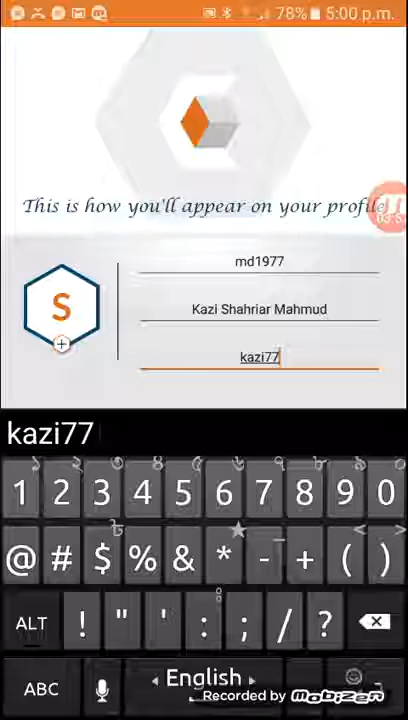 78% 5:00 p.m.
This is how you'll appear on your profile
md1977
Kazi Shahriar Mahmud
S
kazi77
kazi77
1 2 3 4 5 6 7 8 9 0
@ # $ % & * - + ( )
ALT ! " ' : ; / ?
ABC English
Recorded by mobizen